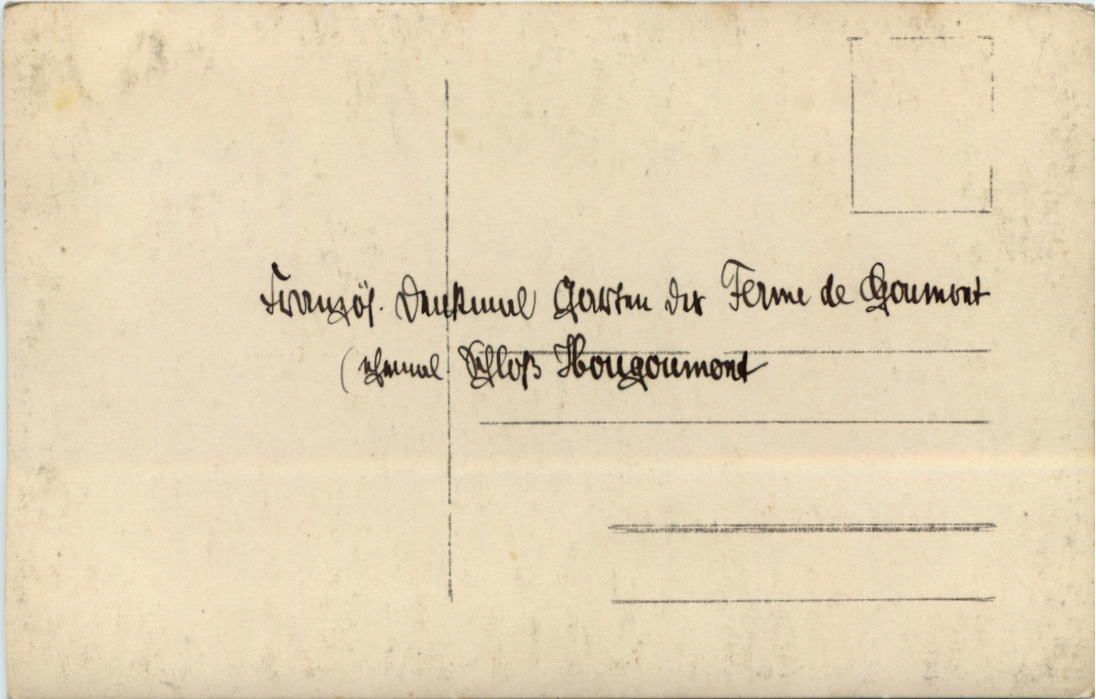 Französ. Denkmal Garten der Ferme de Goumont
(ehemal. Schloß Hougoumont